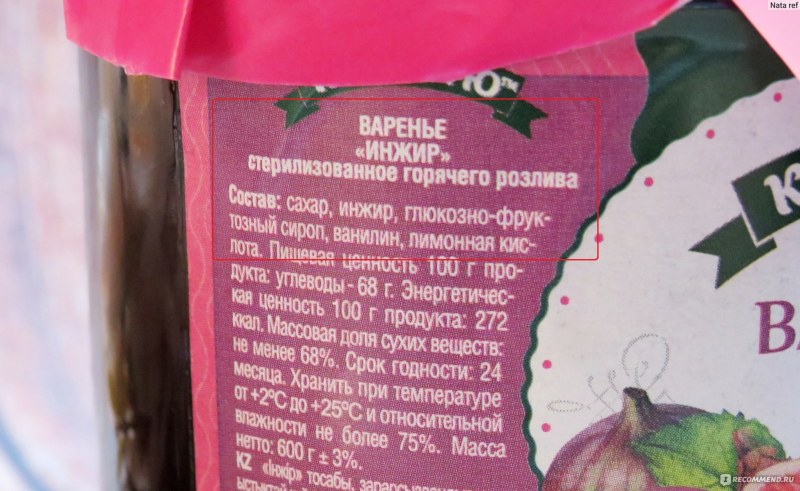 Nata ref
ВАРЕНЬЕ
«ИНЖИР»
стерилизованное горячего розлива
Состав: сахар, инжир, глюкозно-фрук-
тозный сироп, ванилин, лимонная кис-
лота. Пищевая ценность 100 г про-
дукта: углеводы - 68 г. Энергетичес-
кая ценность 100 г продукта: 272
ккал. Массовая доля сухих веществ:
не менее 68%. Срок годности: 24
месяца. Хранить при температуре
от +2°С до +25°С и относительной
влажности не более 75%. Масса
нетто: 600 г ± 3%.
KZ «Інжір» тосабы,
IRECOMMEND.RU